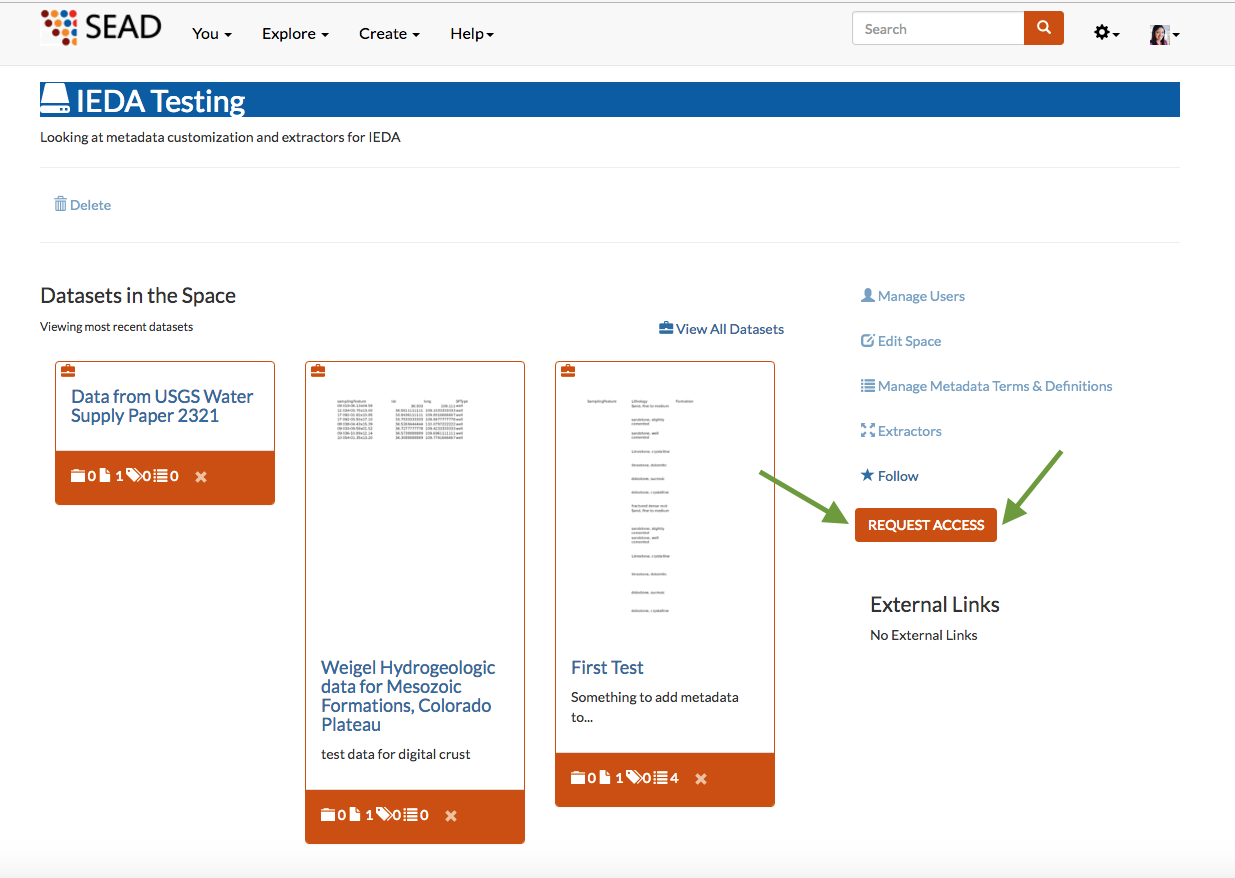 SEAD
You
Explore
Create
Help
Search
IEDA Testing
Looking at metadata customization and extractors for IEDA
Delete
Datasets in the Space
Viewing most recent datasets
View All Datasets
Data from USGS Water
Supply Paper 2321
0 1 0 0
Weigel Hydrogeologic
data for Mesozoic
Formations, Colorado
Plateau
test data for digital crust
0 1 0 0
SamplingFeature Lithology Formation
First Test
Something to add metadata
to...
0 1 0 4
Manage Users
Edit Space
Manage Metadata Terms & Definitions
Extractors
Follow
REQUEST ACCESS
External Links
No External Links